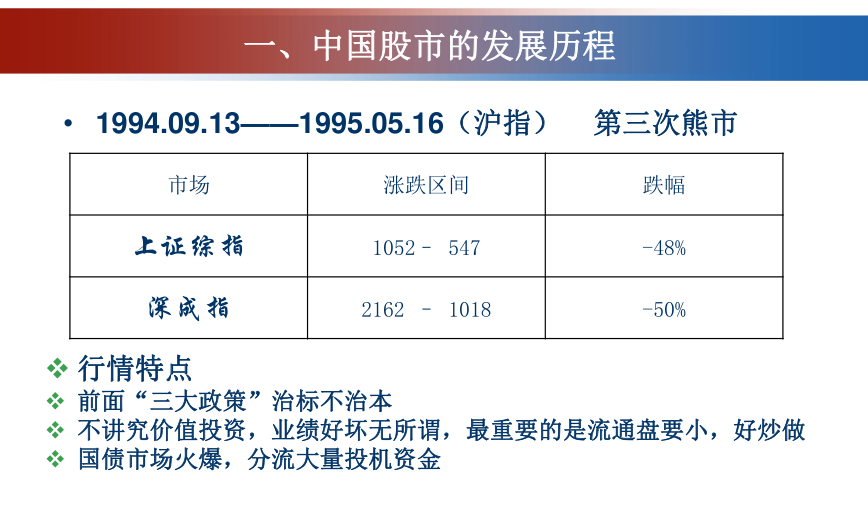 一、中国股市的发展历程
• 1994.09.13——1995.05.16（沪指） 第三次熊市
市场 涨跌区间 跌幅
上证综指 1052－ 547 -48%
深成指 2162 － 1018 -50%
行情特点
前面“三大政策”治标不治本
不讲究价值投资，业绩好坏无所谓，最重要的是流通盘要小，好炒做
国债市场火爆，分流大量投机资金